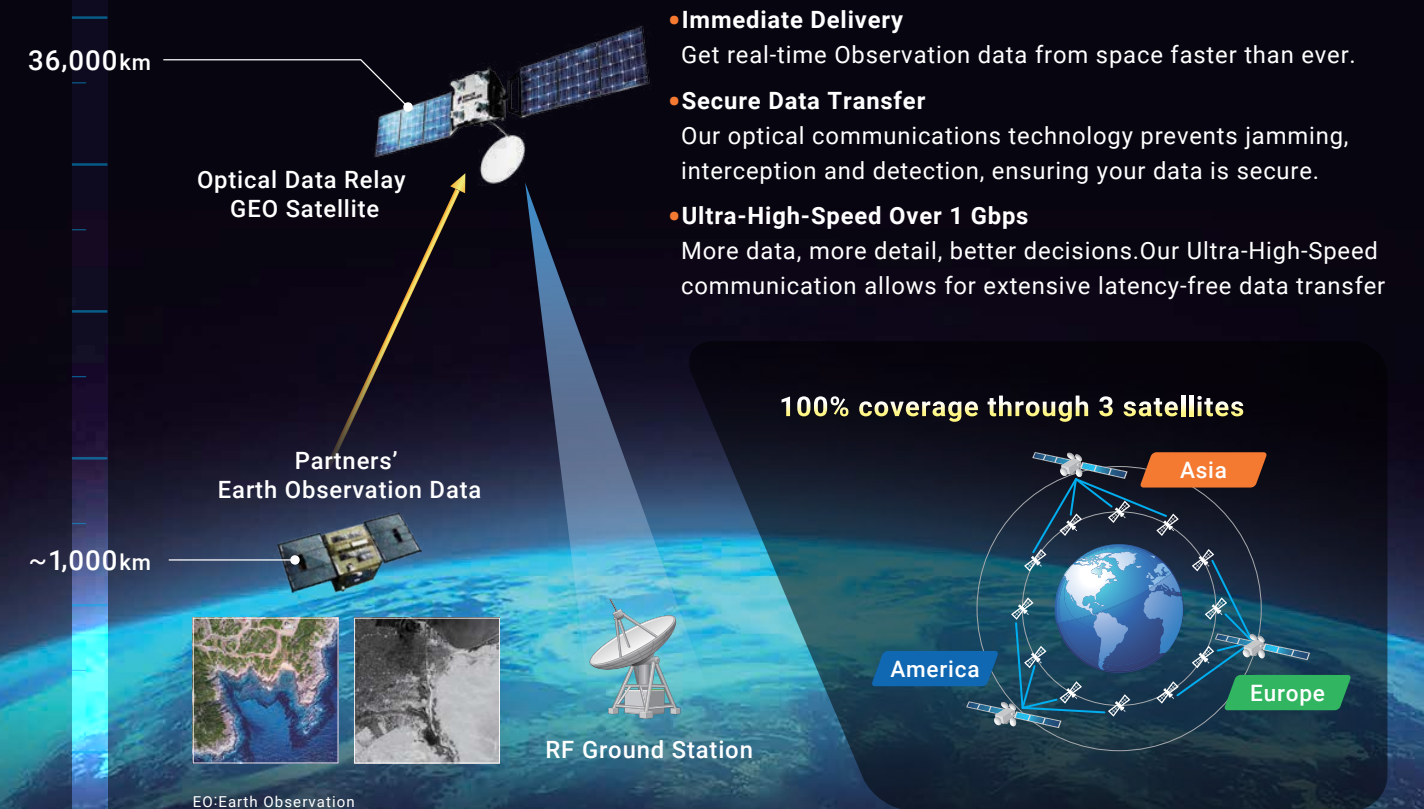 36,000km
Optical Data Relay
GEO Satellite
•Immediate Delivery
Get real-time Observation data from space faster than ever.
•Secure Data Transfer
Our optical communications technology prevents jamming,
interception and detection, ensuring your data is secure.
•Ultra-High-Speed Over 1 Gbps
More data, more detail, better decisions.Our Ultra-High-Speed
communication allows for extensive latency-free data transfer
Partners’
Earth Observation Data
~1,000km
RF Ground Station
EO:Earth Observation
100% coverage through 3 satellites
Asia
America
Europe